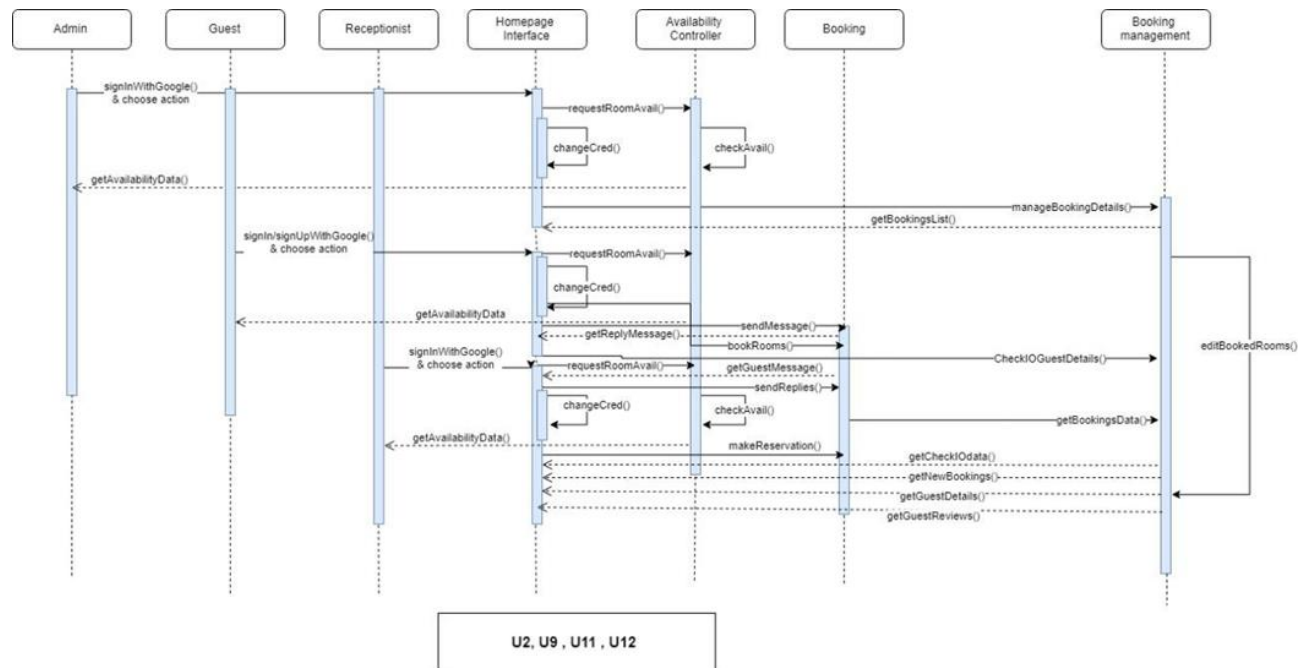 Admin
Guest
Receptionist
Homepage
Interface
Availability
Controller
Booking
Booking
management
signInWithGoogle()
& choose action
requestRoomAvail()
changeCred()
checkAvail()
getAvailabilityData()
manageBookingDetails()
getBookingsList()
signIn/signUpWithGoogle()
& choose action
requestRoomAvail()
changeCred()
getAvailabilityData
sendMessage()
getReplyMessage()
bookRooms()
editBookedRooms()
signInWithGoogle()
& choose action
CheckIOGuestDetails()
requestRoomAvail()
getGuestMessage()
sendReplies()
changeCred()
checkAvail()
getBookingsData()
getAvailabilityData()
makeReservation()
getCheckIOdata()
getNewBookings()
getGuestDetails()
getGuestReviews()
U2, U9 , U11 , U12